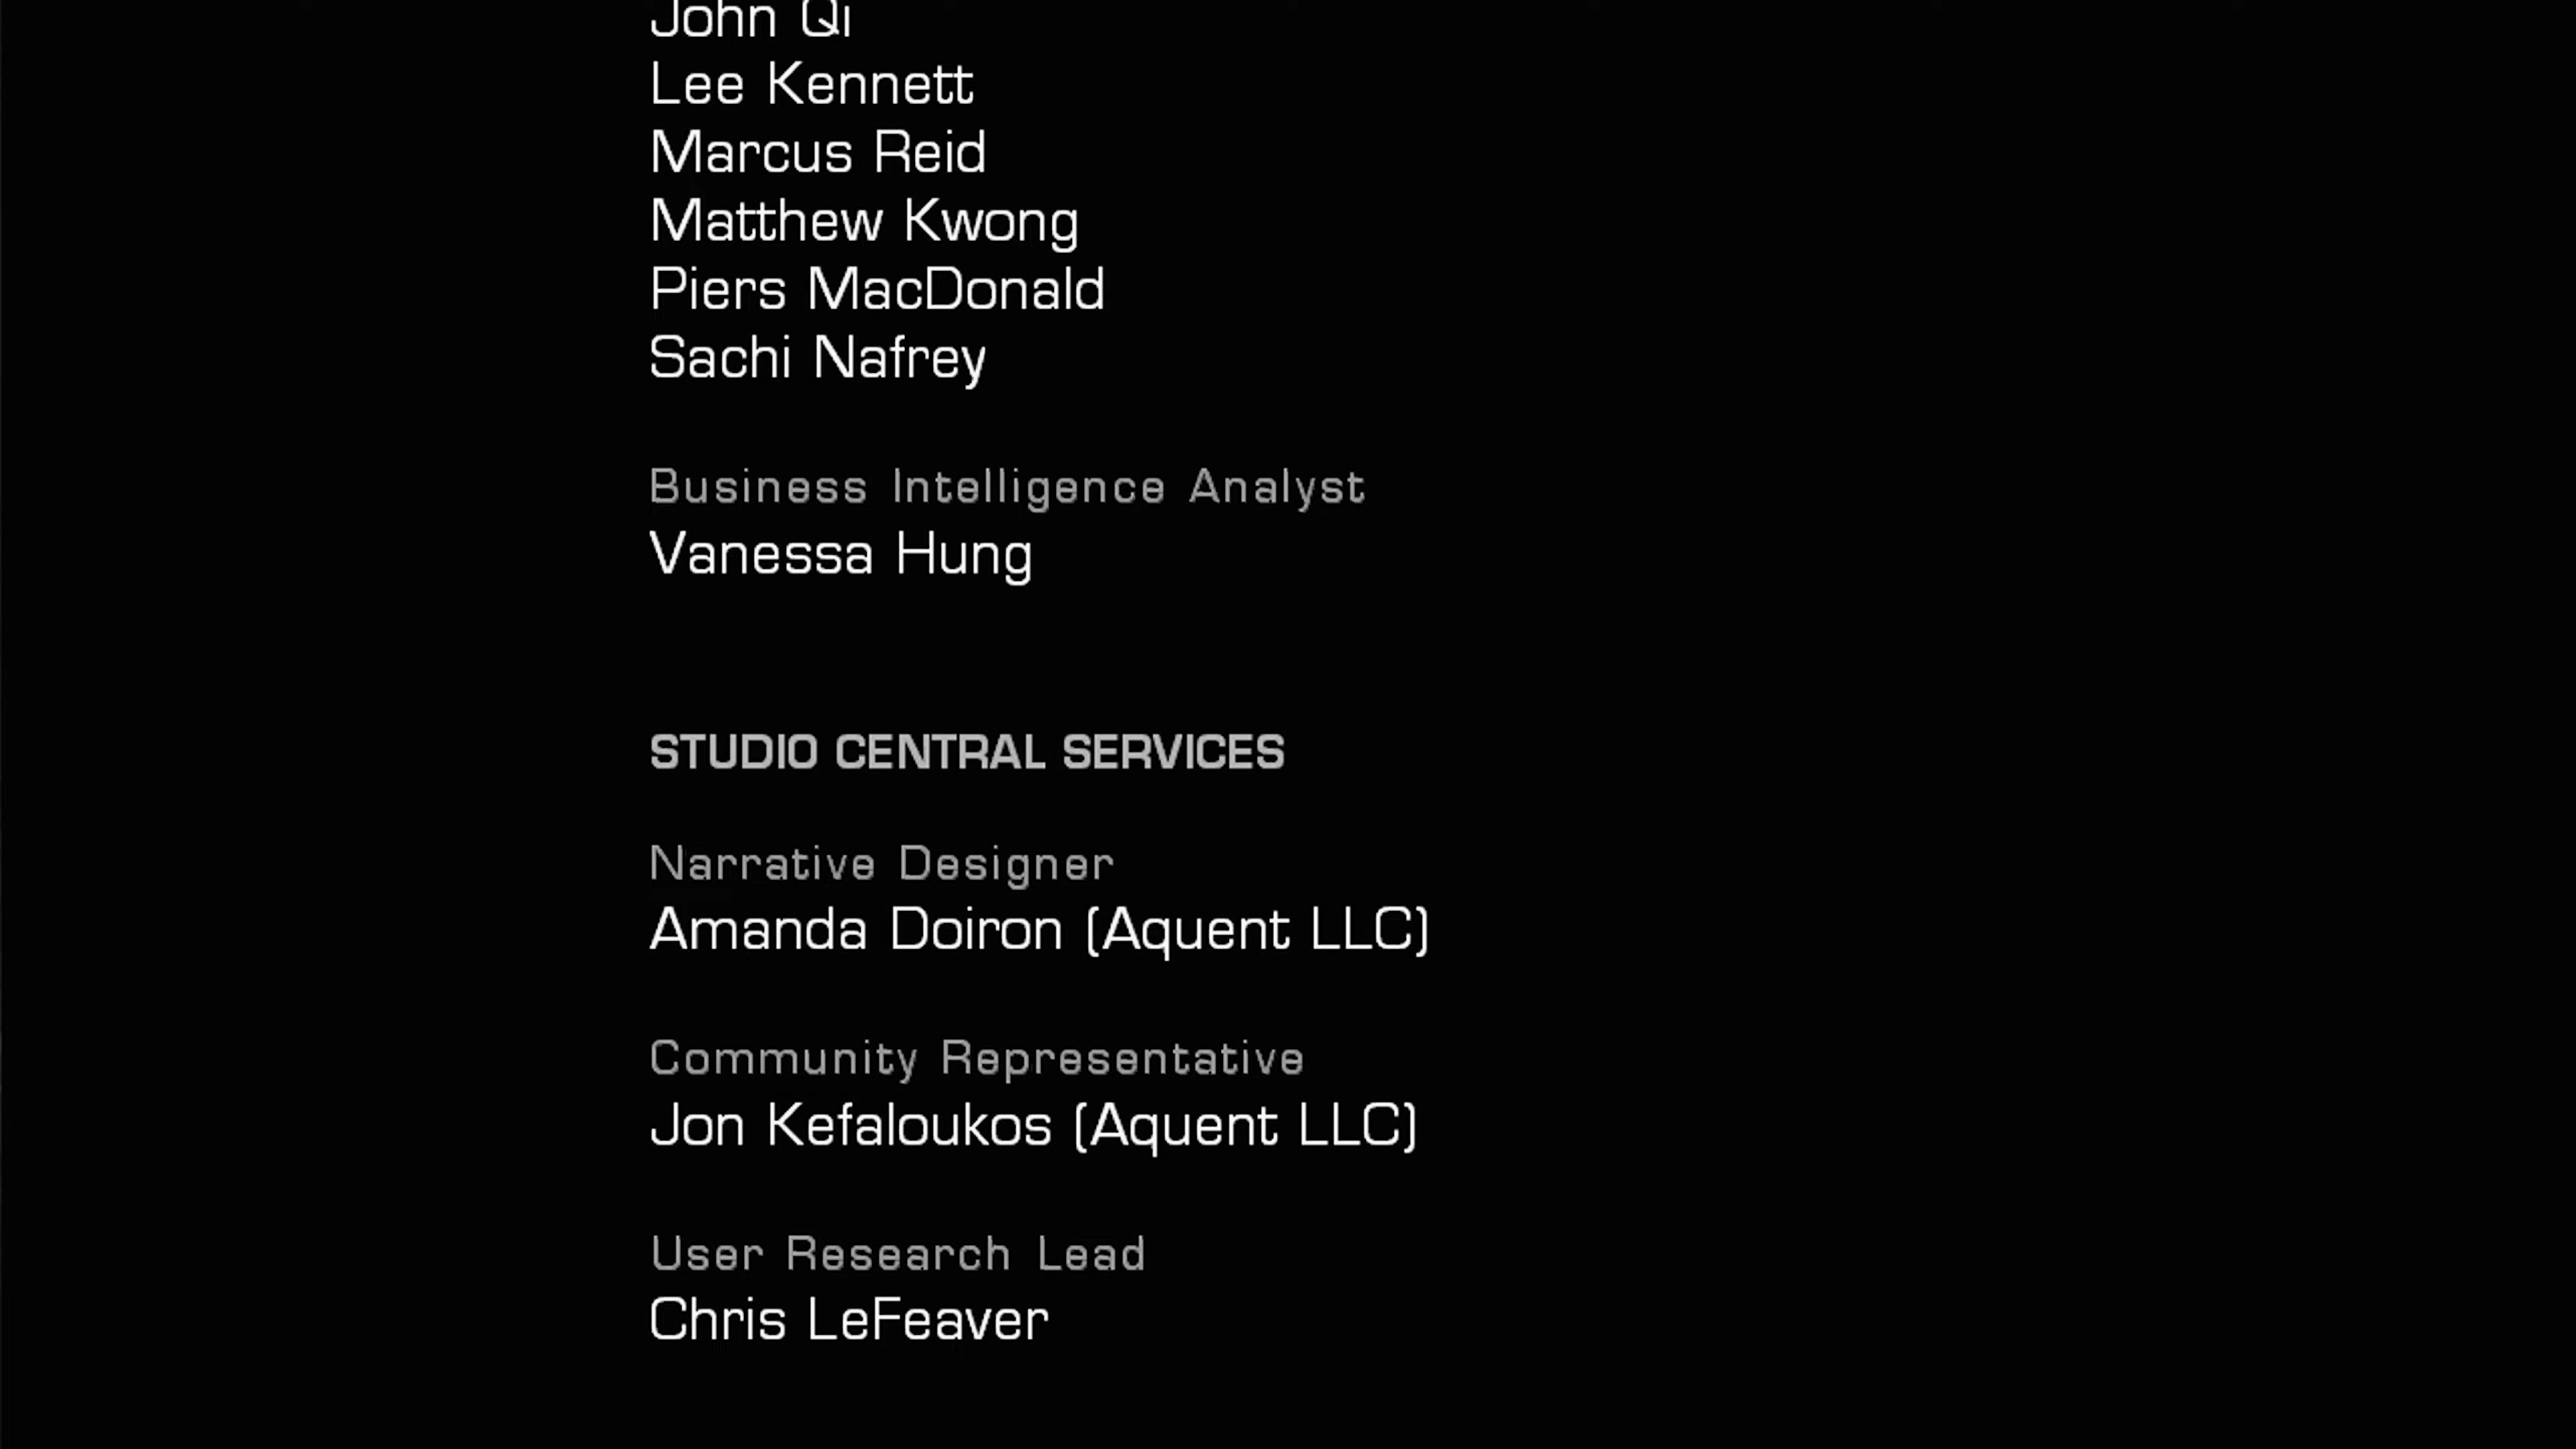 John Qi
Lee Kennett
Marcus Reid
Matthew Kwong
Piers MacDonald
Sachi Nafrey
Business Intelligence Analyst
Vanessa Hung
STUDIO CENTRAL SERVICES
Narrative Designer
Amanda Doiron (Aquent LLC)
Community Representative
Jon Kefaloukos (Aquent LLC)
User Research Lead
Chris LeFeaver